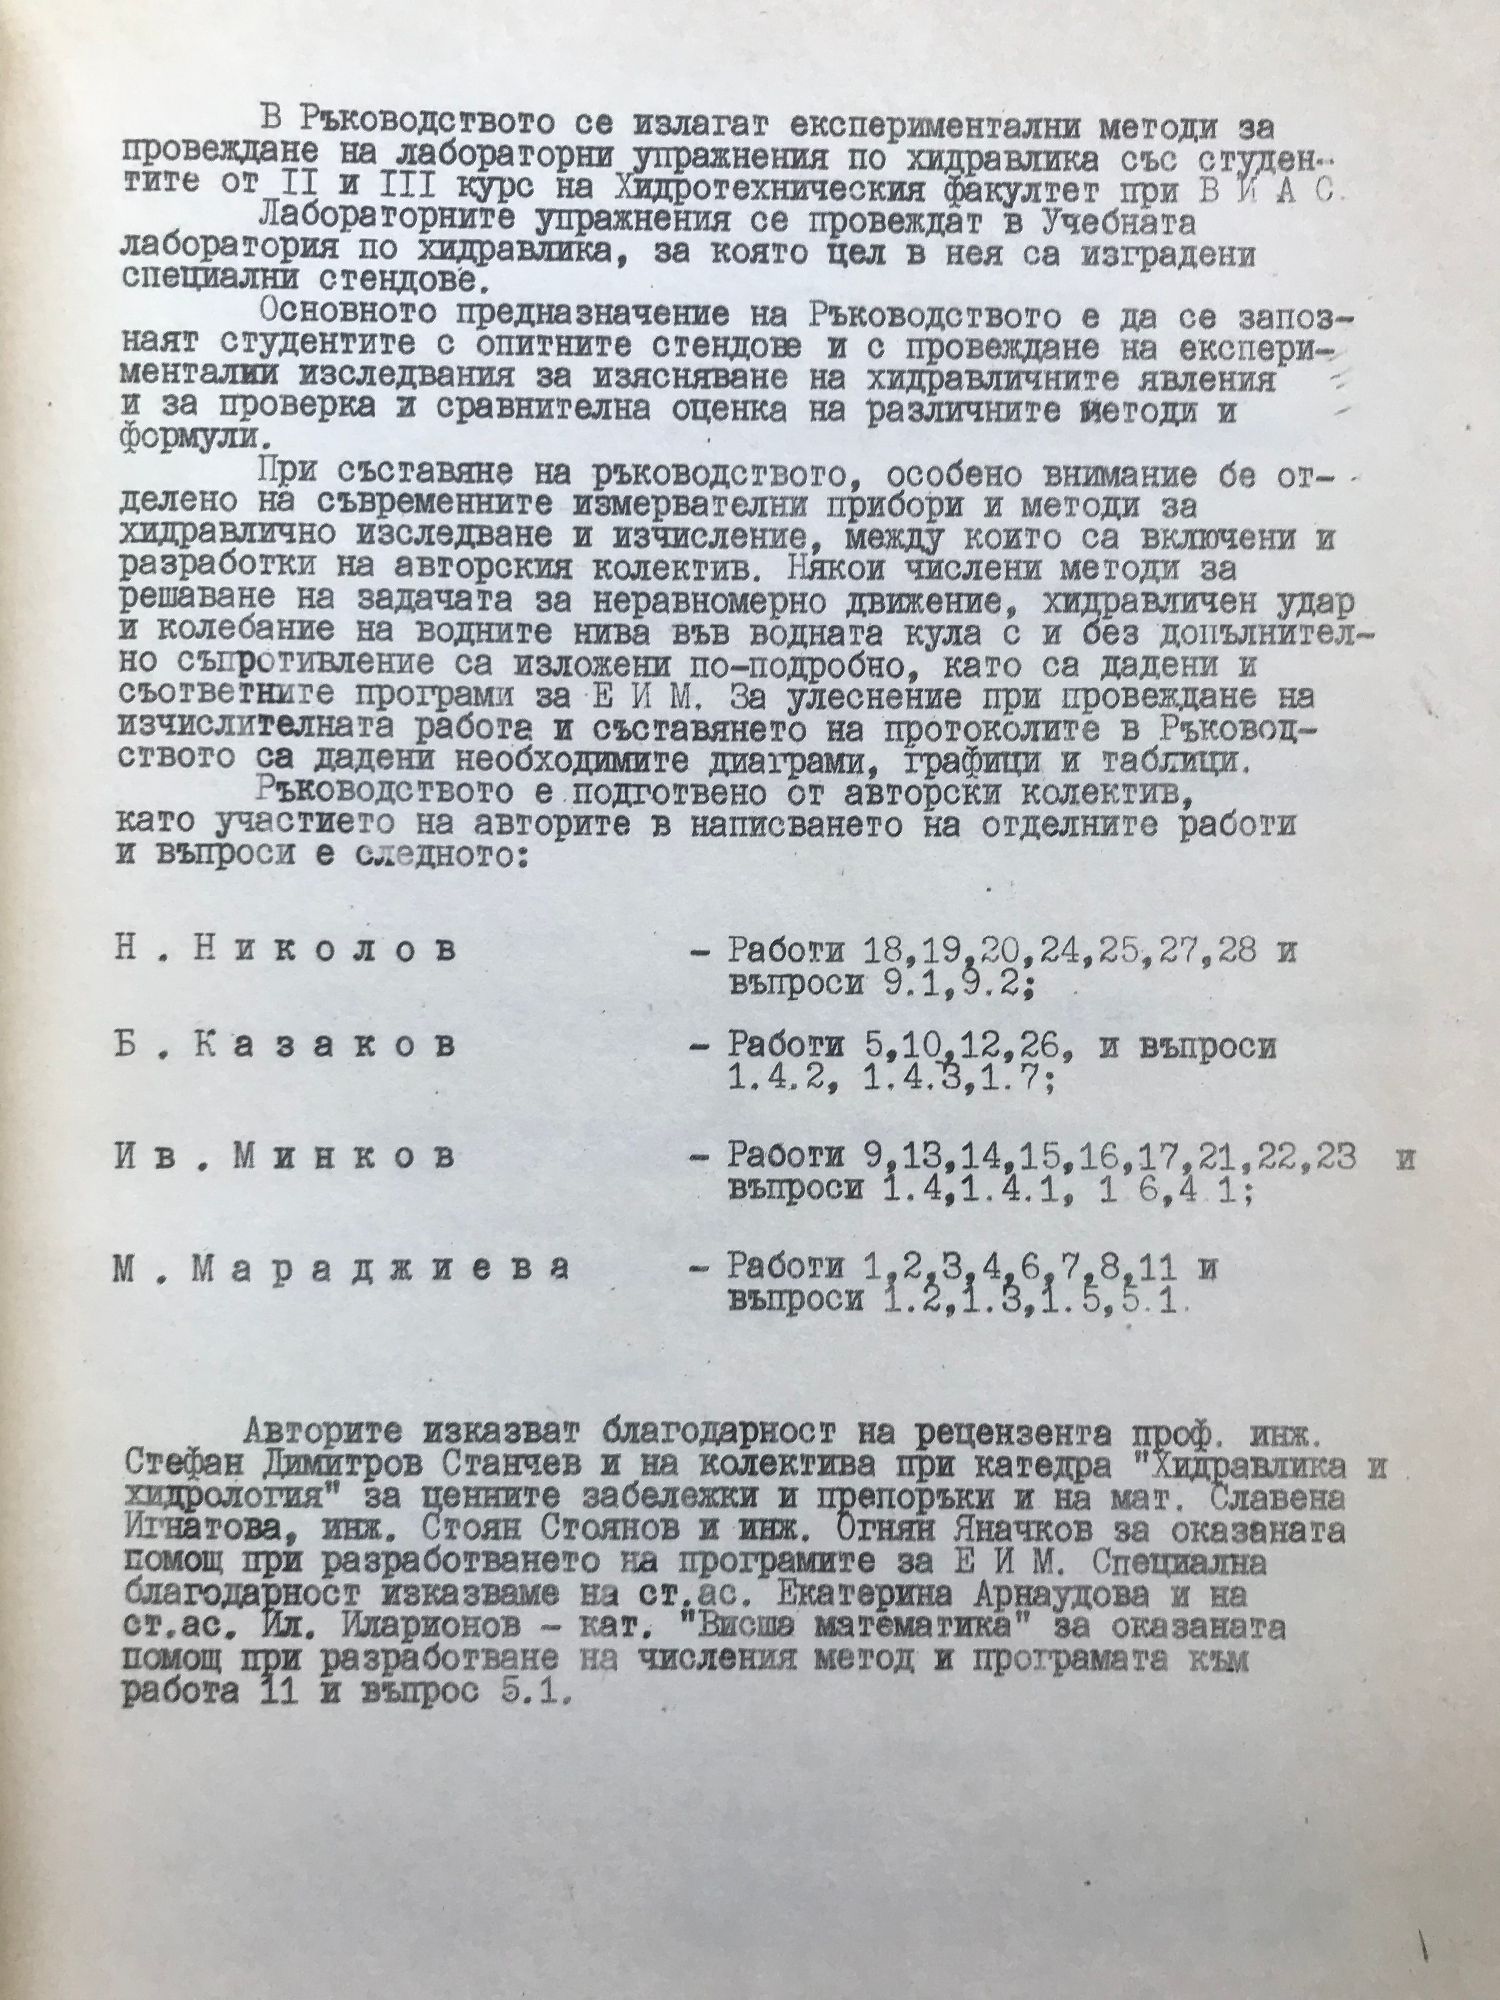 В Ръководството се излагат експериментални методи за
провеждане на лабораторни упражнения по хидравлика със студен-
тите от II и III курс на Хидротехническия факултет при В И А С.
Лабораторните упражнения се провеждат в Учебната
лаборатория по хидравлика, за която цел в нея са изградени
специални стендове.
Основното предназначение на Ръководството е да се запоз-
наят студентите с опитните стендове и с провеждане на експери-
ментални изследвания за изясняване на хидравличните явления
и за проверка и сравнителна оценка на различните методи и
формули.
При съставяне на ръководството, особено внимание бе от-
делено на съвременните измервателни прибори и методи за
хидравлично изследване и изчисление, между които са включени и
разработки на авторския колектив. Някои числени методи за
решаване на задачата за неравномерно движение, хидравличен удар
и колебание на водните нива във водната кула с и без допълнител-
но съпротивление са изложени по-подробно, като са дадени и
съответните програми за Е И М. За улеснение при провеждане на
изчислителната работа и съставянето на протоколите в Ръковод-
ството са дадени необходимите диаграми, графици и таблици.
Ръководството е подготвено от авторски колектив,
като участието на авторите в написването на отделните работи
и въпроси е следното:
Н . Н и к о л о в – Работи 18,19,20,24,25,27,28 и
въпроси 9.1,9.2;
Б . К а з а к о в – Работи 5,10,12,26, и въпроси
1.4.2, 1.4.3,1.7;
И в . М и н к о в – Работи 9,13,14,15,16,17,21,22,23 и
въпроси 1.4,1.4.1, 1 6,4 1;
М . М а р а д ж и е в а – Работи 1,2,3,4,6,7,8,11 и
въпроси 1.2,1.3,1.5,5.1.
Авторите изказват благодарност на рецензента проф. инж.
Стефан Димитров Станчев и на колектива при катедра "Хидравлика и
хидрология" за ценните забележки и препоръки и на мат. Славена
Игнатова, инж. Стоян Стоянов и инж. Огнян Яначков за оказаната
помощ при разработването на програмите за Е И М. Специална
благодарност изказваме на ст.ас. Екатерина Арнаудова и на
ст.ас. Ил. Иларионов – кат. "Висша математика" за оказаната
помощ при разработване на числения метод и програмата към
работа 11 и въпрос 5.1.